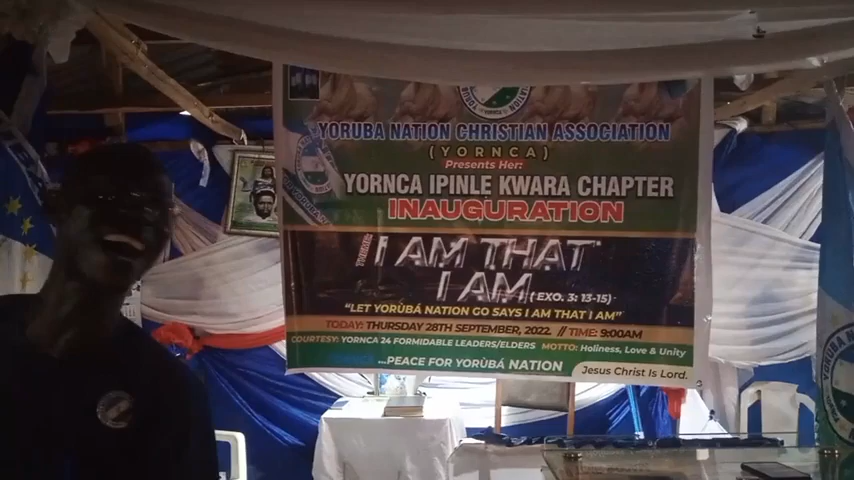 YORUBA NATION CHRISTIAN ASSOCIATION
(YORNCA)
Presents Her:
YORNCA IPINLẸ KWARA CHAPTER
INAUGURATION
THEME:
I AM THAT
I AM (EXO. 3: 13-15)
"LET YORÙBÁ NATION GO SAYS I AM THAT I AM"
TODAY: THURSDAY 28TH SEPTEMBER, 2022 // TIME: 9:00AM
COURTESY: YORNCA 24 FORMIDABLE LEADERS/ELDERS MOTTO: Holiness, Love & Unity
...PEACE FOR YORÙBÁ NATION
Jesus Christ Is Lord.